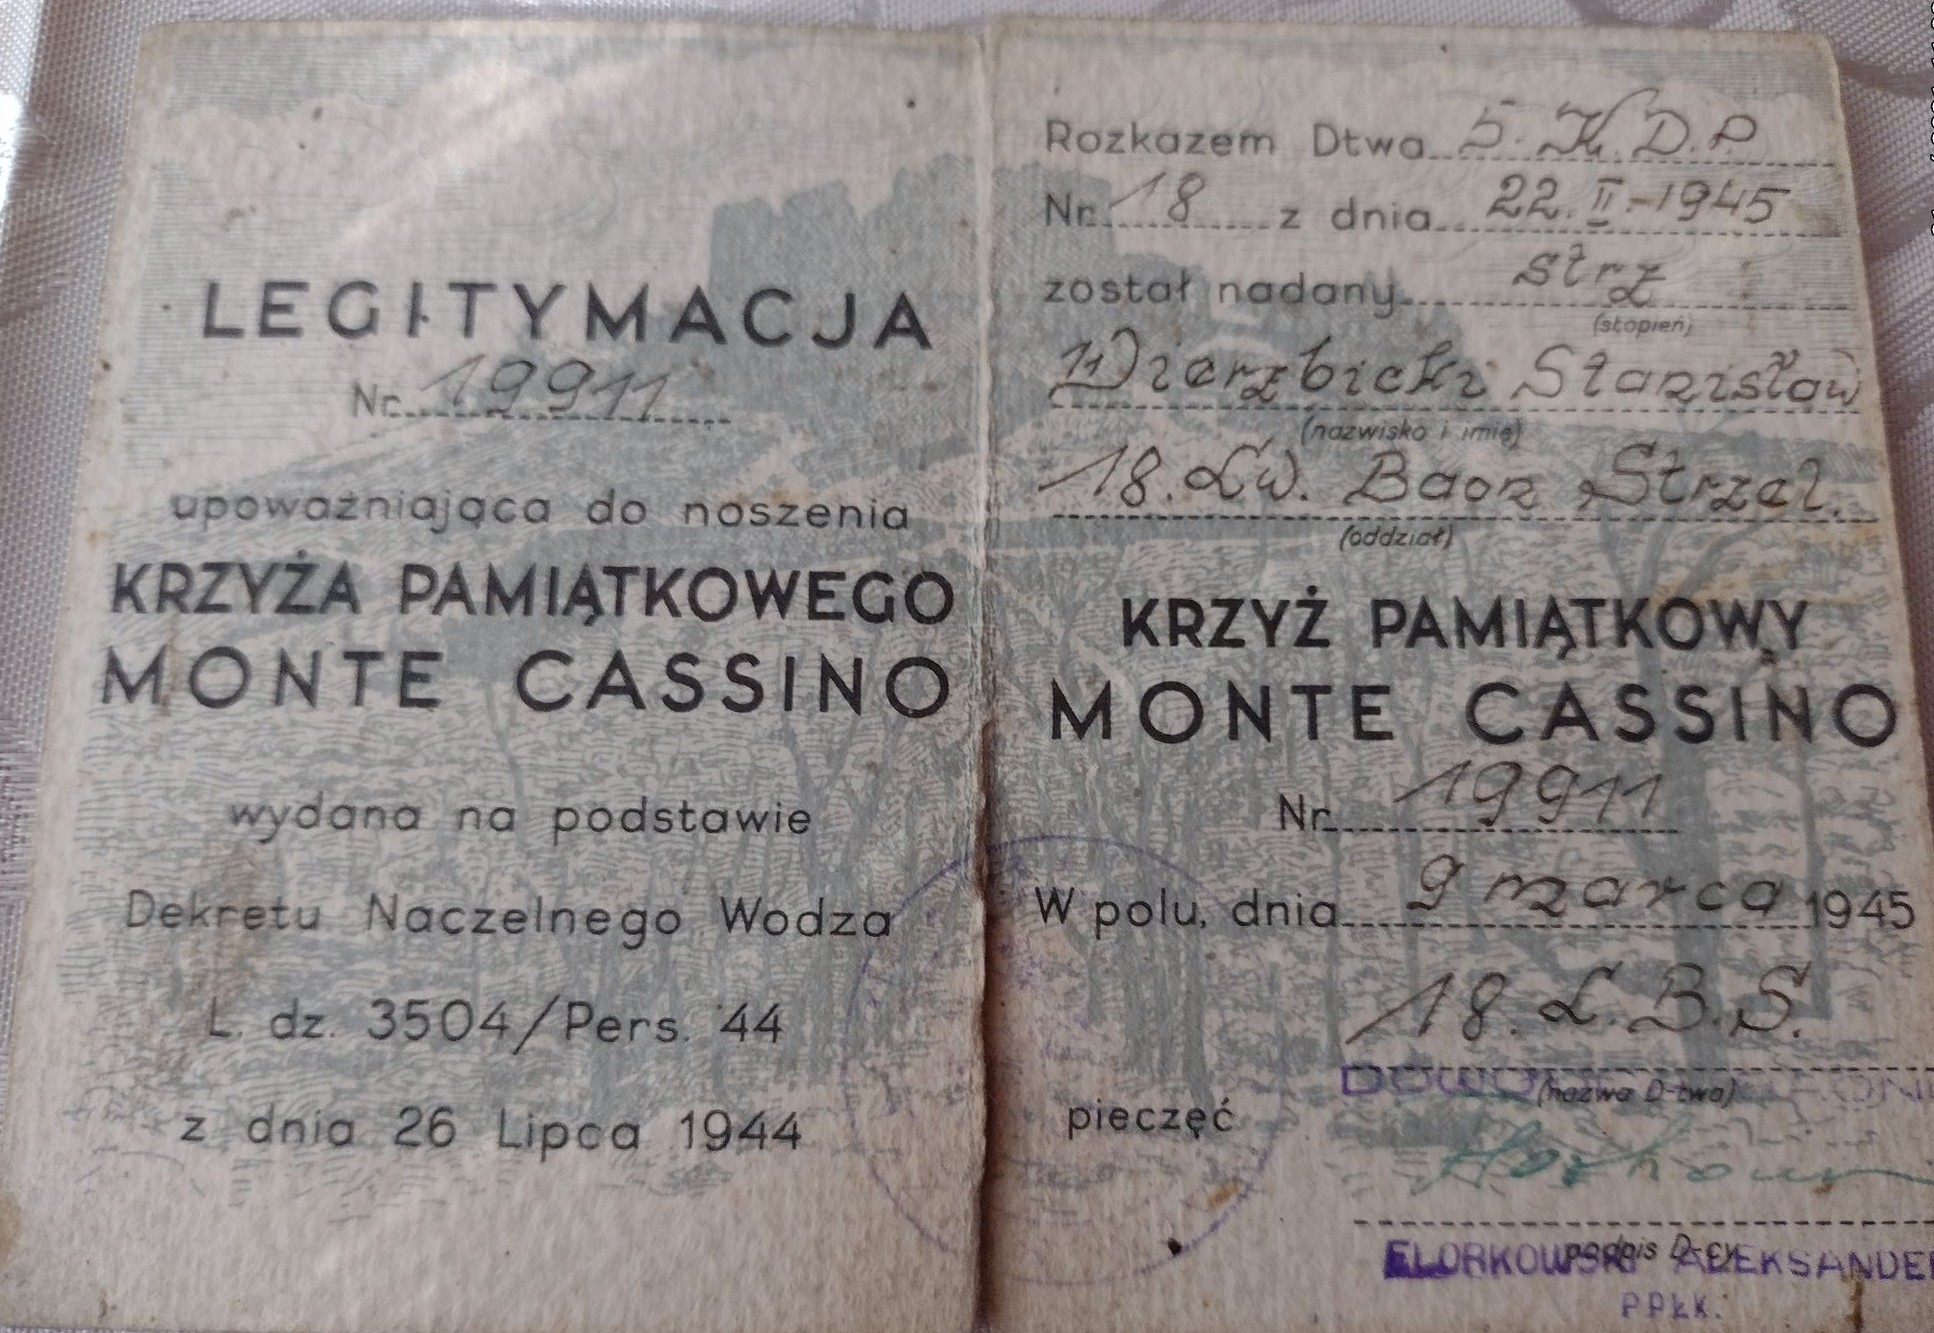 LEGITYMACJA
Nr. 19911
upoważniająca do noszenia
KRZYŻA PAMIĄTKOWEGO
MONTE CASSINO
wydana na podstawie
Dekretu Naczelnego Wodza
L. dz. 3504/Pers. 44
z dnia 26 Lipca 1944
Rozkazem Dtwa 5. K. D. P
Nr. 18 z dnia 22. II.-1945
został nadany strz
(stopień)
Wierzbicki Stanisław
(nazwisko i imię)
18. Lw. Baon Strzel.
(oddział)
KRZYŻ PAMIĄTKOWY
MONTE CASSINO
Nr. 19911
W polu, dnia 9 marca 1945
18. L. B. S.
(nazwa D-twa)
pieczęć
podpis D-cy
FLORKOWSKI ALEKSANDE
PPŁK.